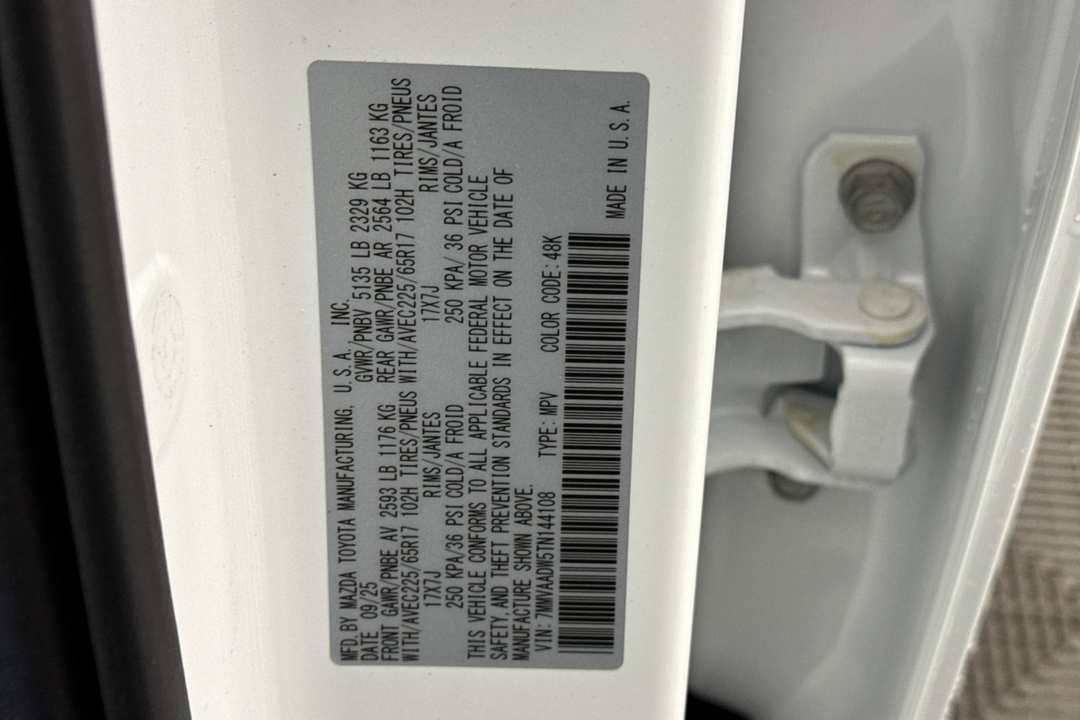 MFD. BY MAZDA TOYOTA MANUFACTURING, U.S.A., INC.
DATE 09/25 GVWR/PNBV 5135 LB 2329 KG
FRONT GAWR/PNBE AV 2593 LB 1176 KG REAR GAWR/PNBE AR 2564 LB 1163 KG
WITH/AVEC225/65R17 102H TIRES/PNEUS WITH/AVEC225/65R17 102H TIRES/PNEUS
17X7J RIMS/JANTES 17X7J RIMS/JANTES
250 KPA/36 PSI COLD/A FROID 250 KPA/ 36 PSI COLD/A FROID
THIS VEHICLE CONFORMS TO ALL APPLICABLE FEDERAL MOTOR VEHICLE
SAFETY, AND THEFT PREVENTION STANDARDS IN EFFECT ON THE DATE OF
MANUFACTURE SHOWN ABOVE.
VIN: 7MMVAADW5TN144108 TYPE: MPV COLOR CODE: 48K
MADE IN U.S.A.